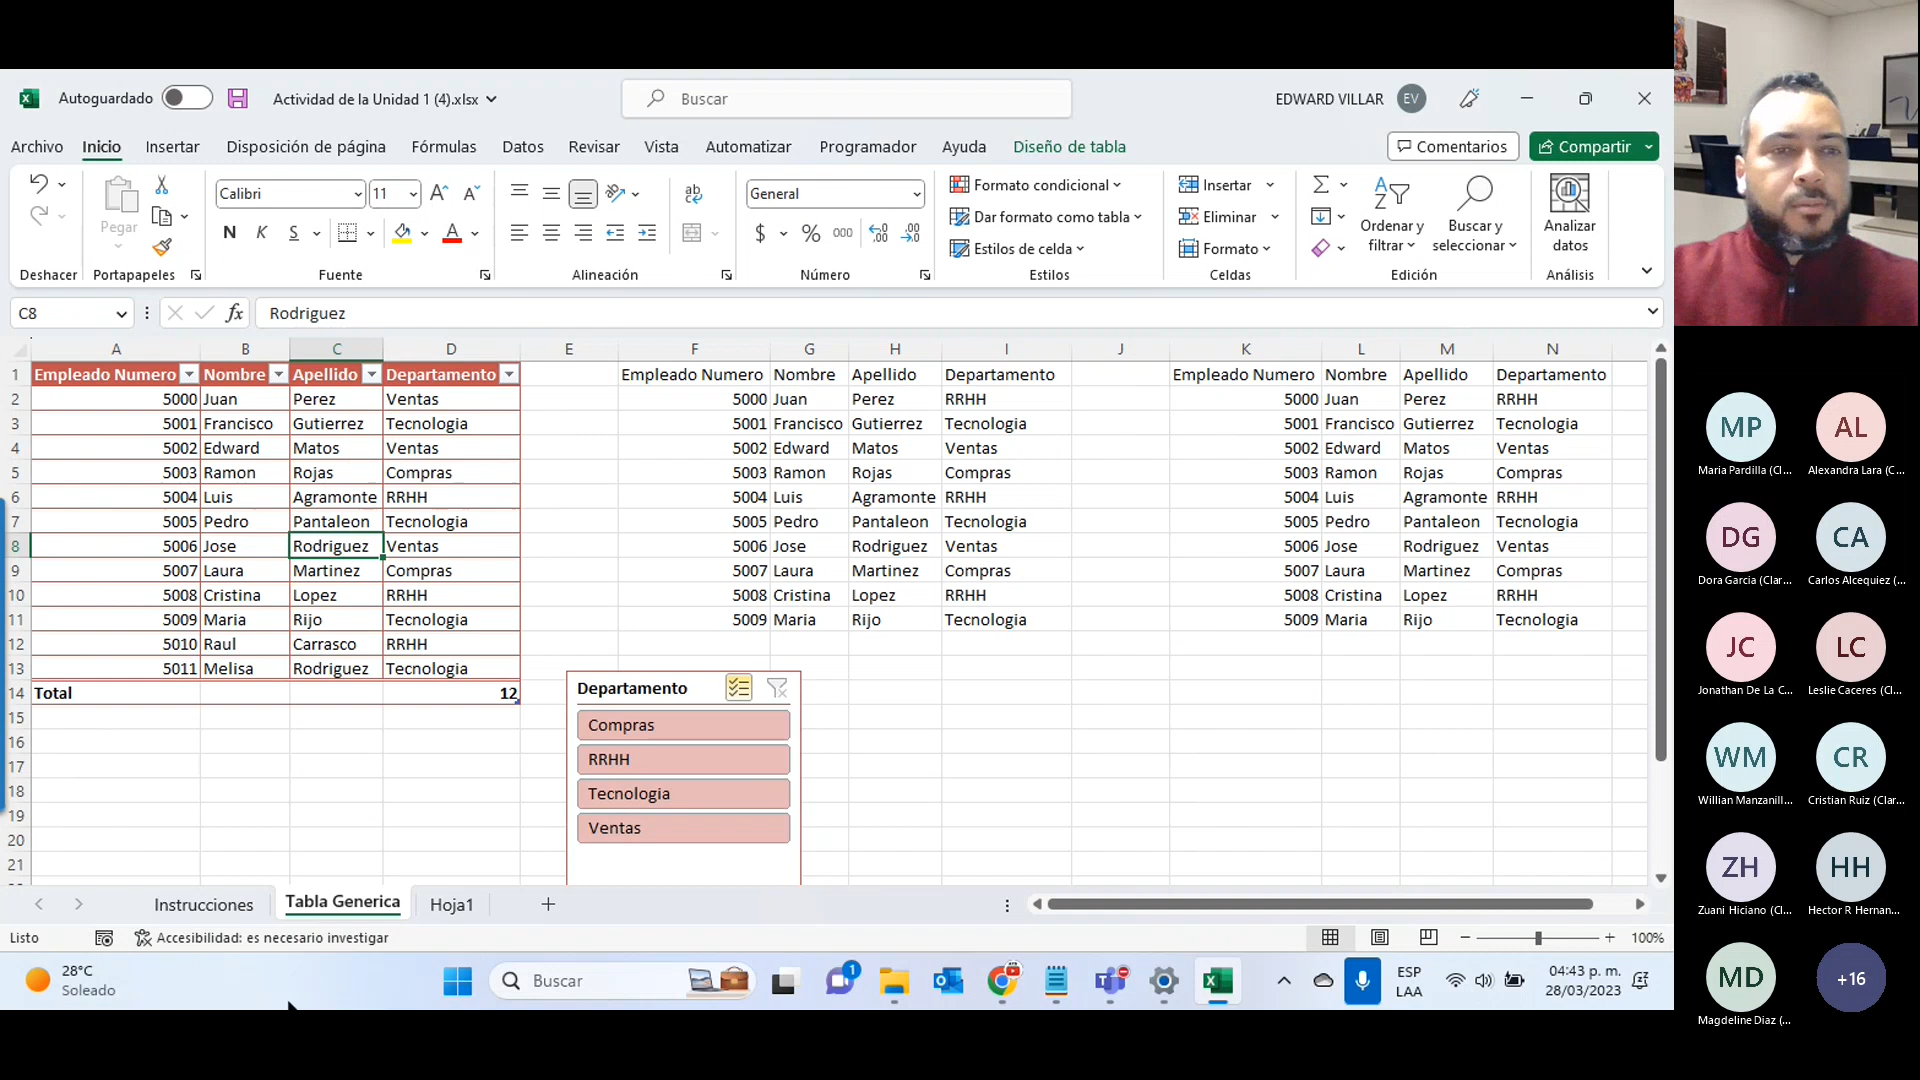 Autoguardado
Actividad de la Unidad 1 (4).xlsx
Buscar
EDWARD VILLAR
EV
Archivo Inicio Insertar Disposición de página Fórmulas Datos Revisar Vista Automatizar Programador Ayuda Diseño de tabla
Comentarios
Compartir
Pegar
Calibri 11
N K S
A
General
$ % 000
Formato condicional
Dar formato como tabla
Estilos de celda
Insertar
Eliminar
Formato
Ordenar y filtrar
Buscar y seleccionar
Analizar datos
Deshacer Portapapeles Fuente Alineación Número Estilos Celdas Edición Análisis
C8 fx Rodriguez
A B C D E F G H I J K L M N
1 Empleado Numero Nombre Apellido Departamento Empleado Numero Nombre Apellido Departamento Empleado Numero Nombre Apellido Departamento
2 5000 Juan Perez Ventas 5000 Juan Perez RRHH 5000 Juan Perez RRHH
3 5001 Francisco Gutierrez Tecnologia 5001 Francisco Gutierrez Tecnologia 5001 Francisco Gutierrez Tecnologia
4 5002 Edward Matos Ventas 5002 Edward Matos Ventas 5002 Edward Matos Ventas
5 5003 Ramon Rojas Compras 5003 Ramon Rojas Compras 5003 Ramon Rojas Compras
6 5004 Luis Agramonte RRHH 5004 Luis Agramonte RRHH 5004 Luis Agramonte RRHH
7 5005 Pedro Pantaleon Tecnologia 5005 Pedro Pantaleon Tecnologia 5005 Pedro Pantaleon Tecnologia
8 5006 Jose Rodriguez Ventas 5006 Jose Rodriguez Ventas 5006 Jose Rodriguez Ventas
9 5007 Laura Martinez Compras 5007 Laura Martinez Compras 5007 Laura Martinez Compras
10 5008 Cristina Lopez RRHH 5008 Cristina Lopez RRHH 5008 Cristina Lopez RRHH
11 5009 Maria Rijo Tecnologia 5009 Maria Rijo Tecnologia 5009 Maria Rijo Tecnologia
12 5010 Raul Carrasco RRHH
13 5011 Melisa Rodriguez Tecnologia
14 Total 12
15
16
17
18
19
20
21
Departamento
Compras
RRHH
Tecnologia
Ventas
Instrucciones Tabla Generica Hoja1
Listo
Accesibilidad: es necesario investigar
100%
28°C
Soleado
Buscar
1
ESP
LAA
04:43 p. m.
28/03/2023
MP
Maria Pardilla (Cl...
AL
Alexandra Lara (C...
DG
Dora Garcia (Clar...
CA
Carlos Alcequiez (...
JC
Jonathan De La C...
LC
Leslie Caceres (Cl...
WM
Willian Manzanill...
CR
Cristian Ruiz (Clar...
ZH
Zuani Hiciano (Cl...
HH
Hector R Hernan...
MD
Magdeline Diaz (...
+16